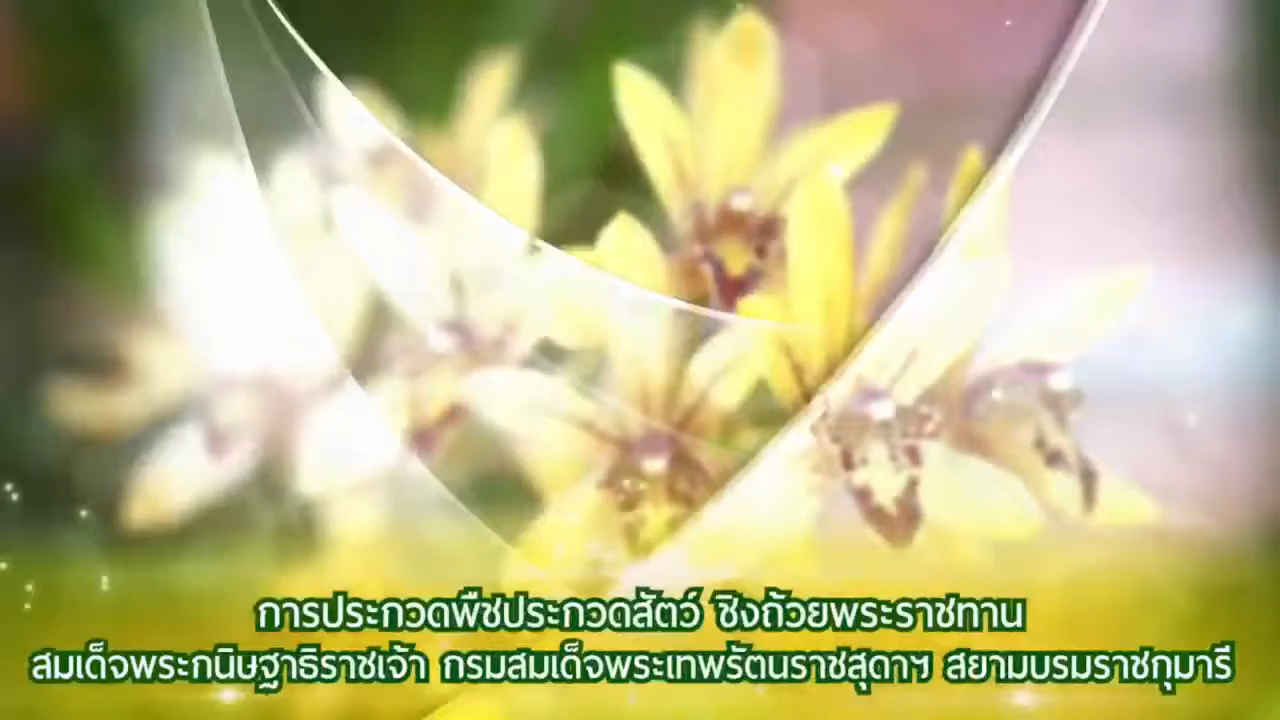 การประกวดพืชประกวดสัตว์ ชิงถ้วยพระราชทาน
สมเด็จพระกนิษฐาธิราชเจ้า กรมสมเด็จพระเทพรัตนราชสุดาฯ สยามบรมราชกุมารี